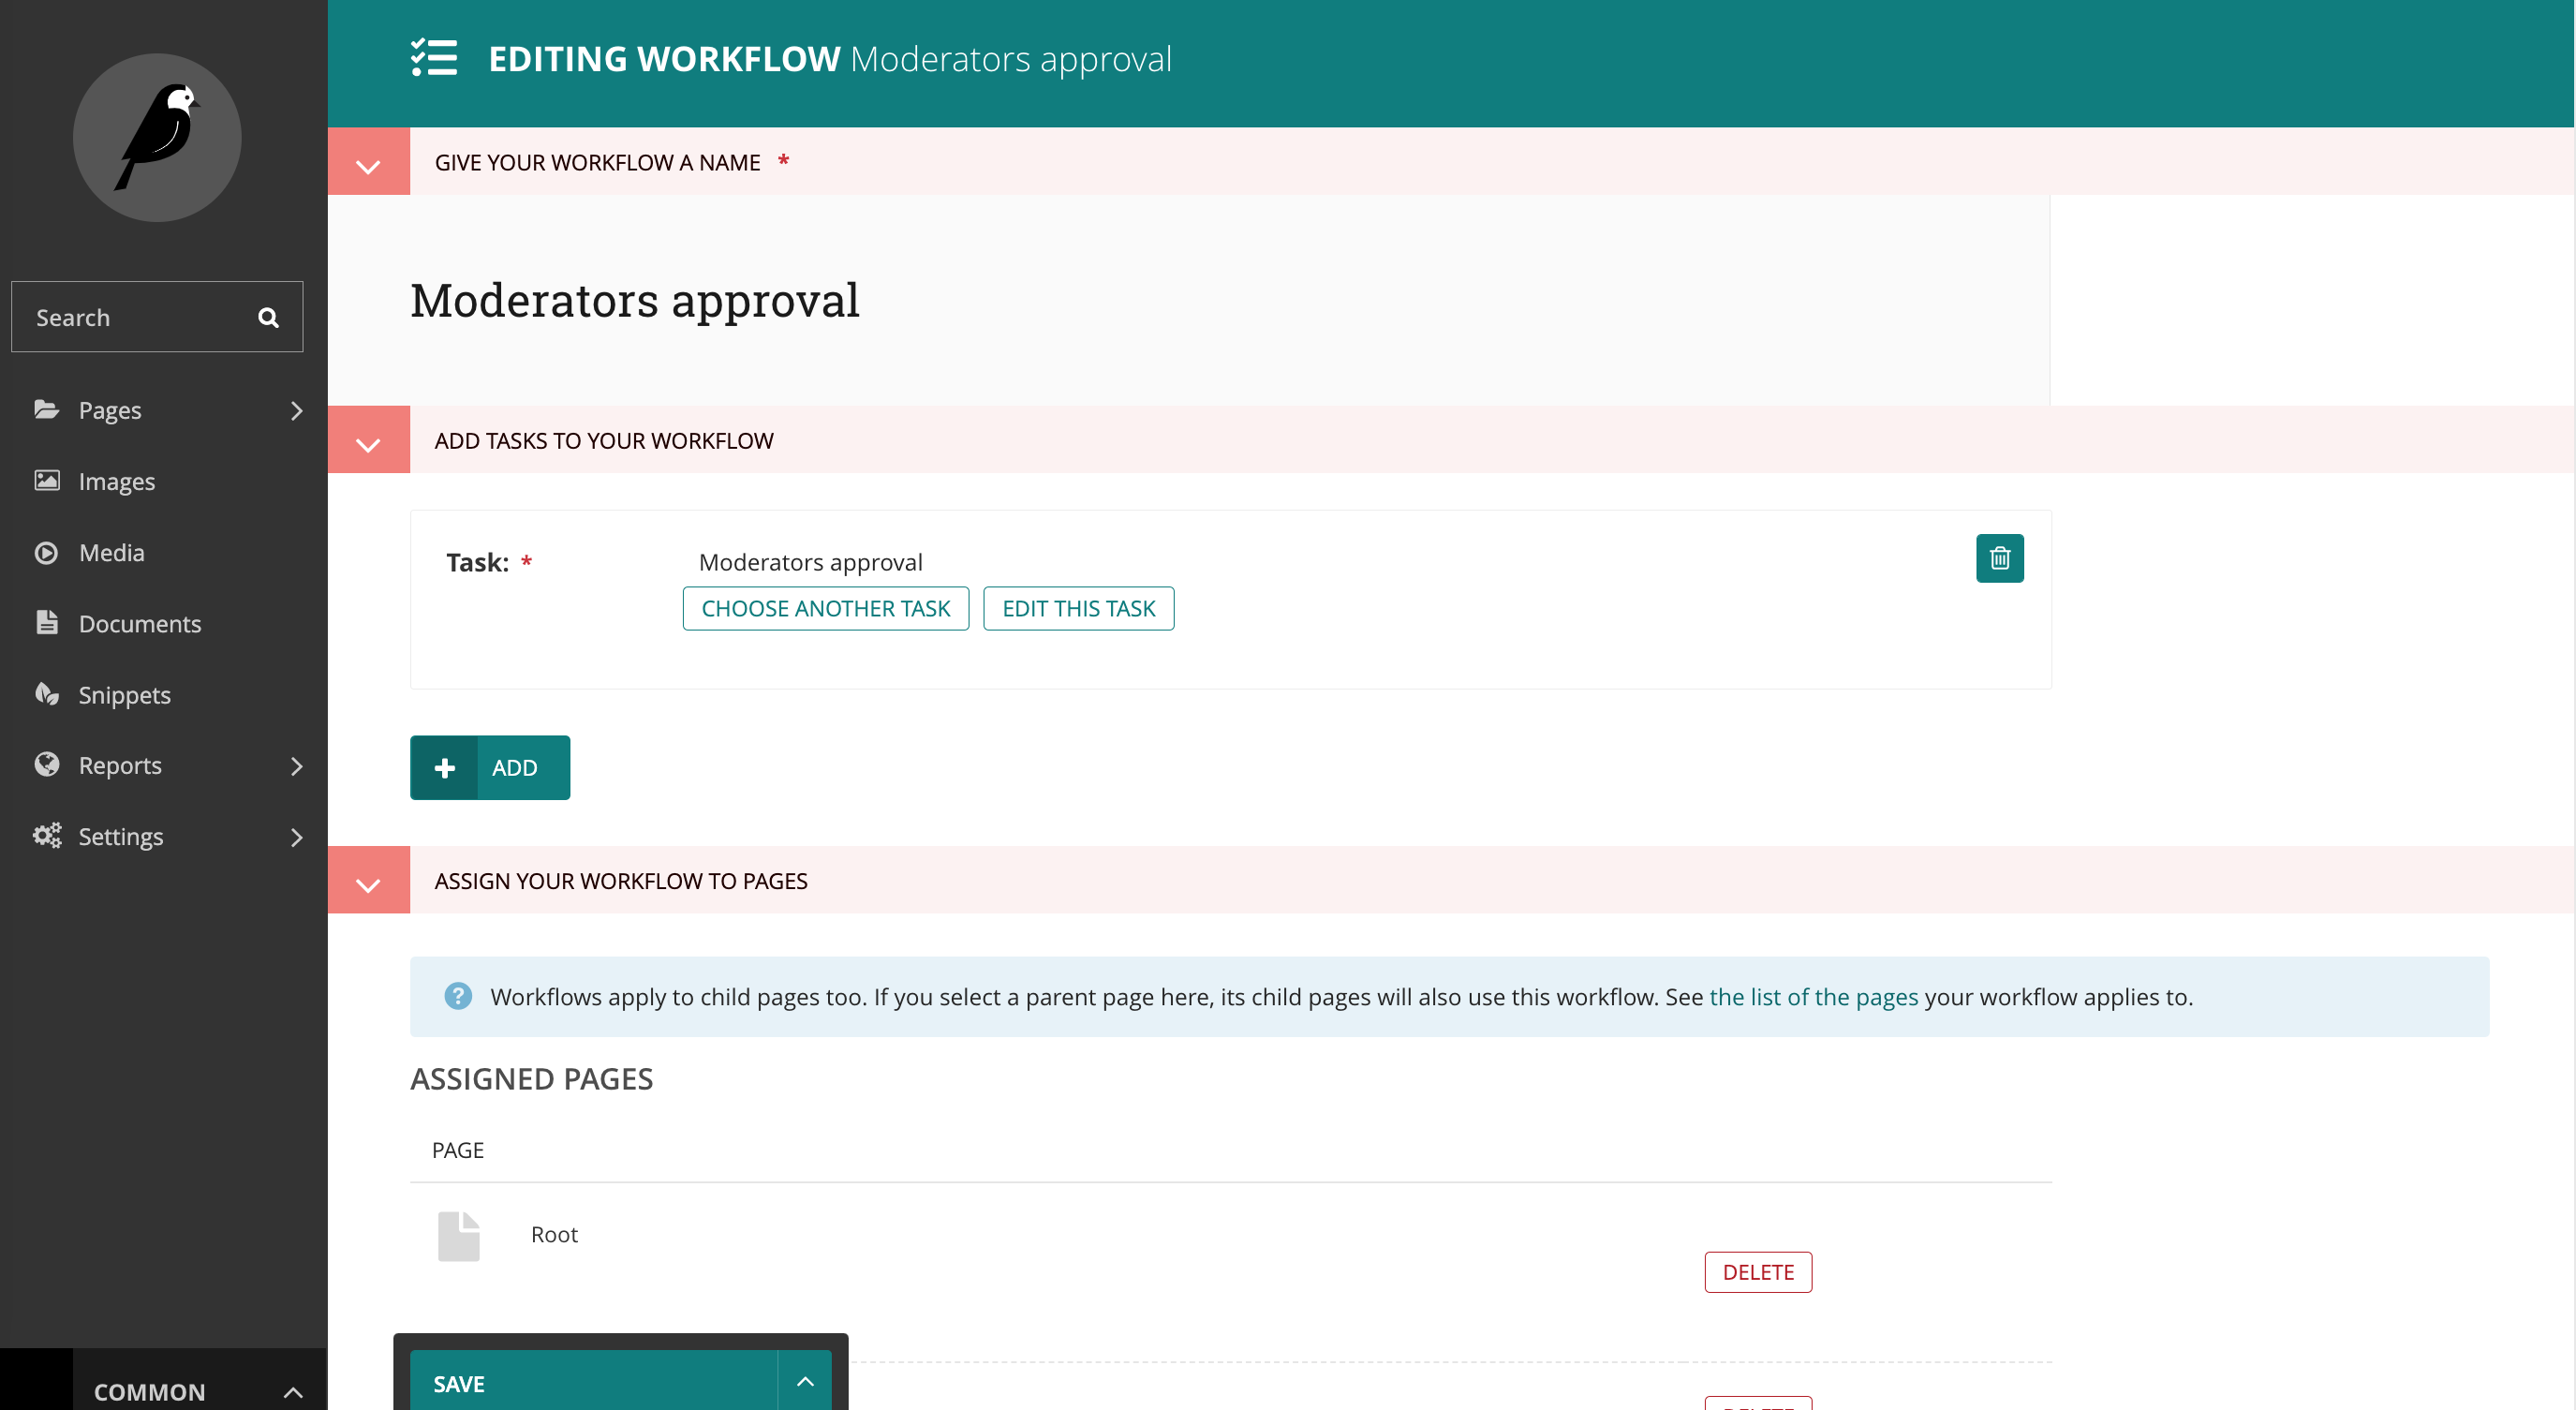 Search
Pages
Images
Media
Documents
Snippets
Reports
Settings
COMMON
EDITING WORKFLOW Moderators approval
GIVE YOUR WORKFLOW A NAME *
Moderators approval
ADD TASKS TO YOUR WORKFLOW
Task: *
Moderators approval
CHOOSE ANOTHER TASK EDIT THIS TASK
ADD
ASSIGN YOUR WORKFLOW TO PAGES
Workflows apply to child pages too. If you select a parent page here, its child pages will also use this workflow. See the list of the pages your workflow applies to.
ASSIGNED PAGES
PAGE
Root
DELETE
SAVE